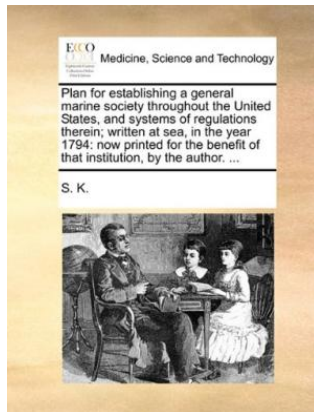 ECCO
Medicine, Science and Technology
Plan for establishing a general
marine society throughout the United
States, and systems of regulations
therein; written at sea, in the year
1794: now printed for the benefit of
that institution, by the author. ...
S. K.